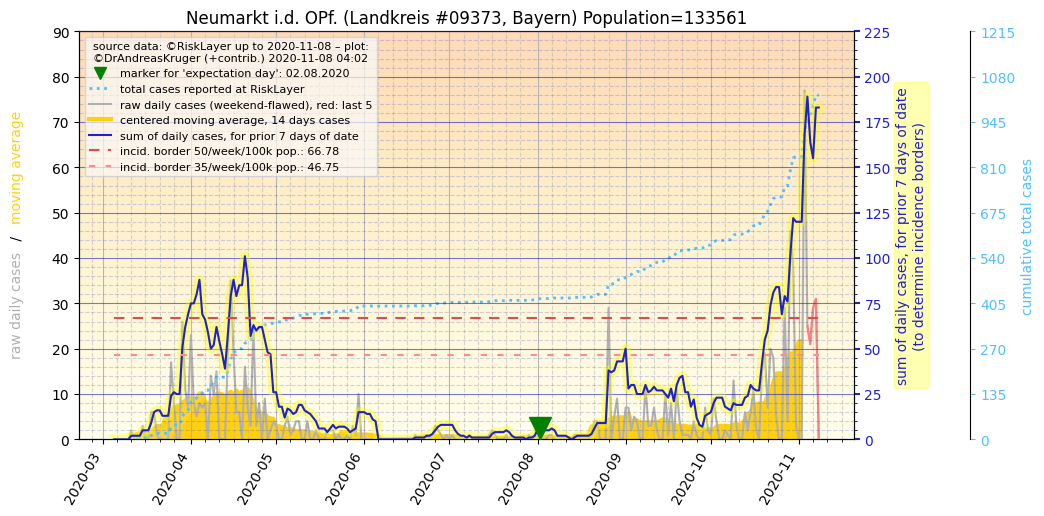 Neumarkt i.d. OPf. (Landkreis #09373, Bayern) Population=133561
source data: ©RiskLayer up to 2020-11-08 – plot:
©DrAndreasKruger (+contrib.) 2020-11-08 04:02
marker for 'expectation day': 02.08.2020
total cases reported at RiskLayer
raw daily cases (weekend-flawed), red: last 5
centered moving average, 14 days cases
sum of daily cases, for prior 7 days of date
incid. border 50/week/100k pop.: 66.78
incid. border 35/week/100k pop.: 46.75
raw daily cases / moving average
90
80
70
60
50
40
30
20
10
0
2020-03
2020-04
2020-05
2020-06
2020-07
2020-08
2020-09
2020-10
2020-11
225
200
175
150
125
100
75
50
25
0
sum of daily cases, for prior 7 days of date
(to determine incidence borders)
1215
1080
945
810
675
540
405
270
135
0
cumulative total cases